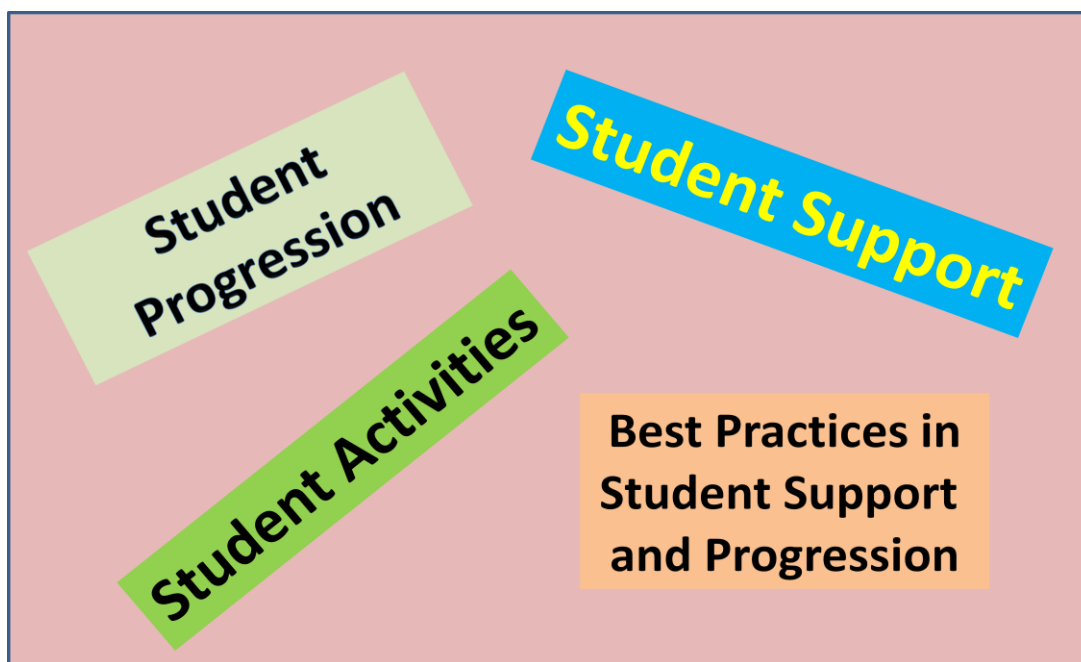 Student
Progression
Student Support
Student Activities
Best Practices in
Student Support
and Progression